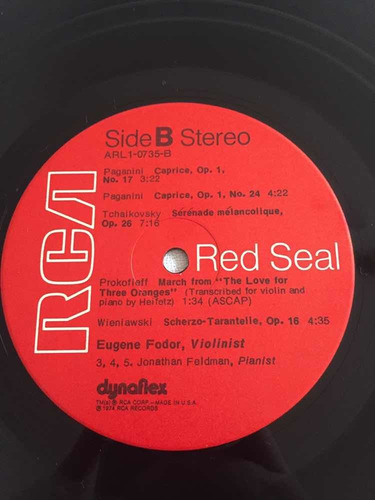 RCA
Side B Stereo
ARL1-0735-B
Paganini Caprice, Op. 1,
No. 17 3:22
Paganini Caprice, Op. 1, No. 24 4:22
Tchaikovsky Sérénade mélancolique,
Op. 26 7:16
Red Seal
Prokofieff March from "The Love for
Three Oranges" (Transcribed for violin and
piano by Heifetz) 1:34 (ASCAP)
Wieniawski Scherzo-Tarantelle, Op. 16 4:35
Eugene Fodor, Violinist
3, 4, 5. Jonathan Feldman, Pianist
dynaflex
TM(s) ® RCA CORP.—MADE IN U.S.A.
℗ 1974 RCA RECORDS